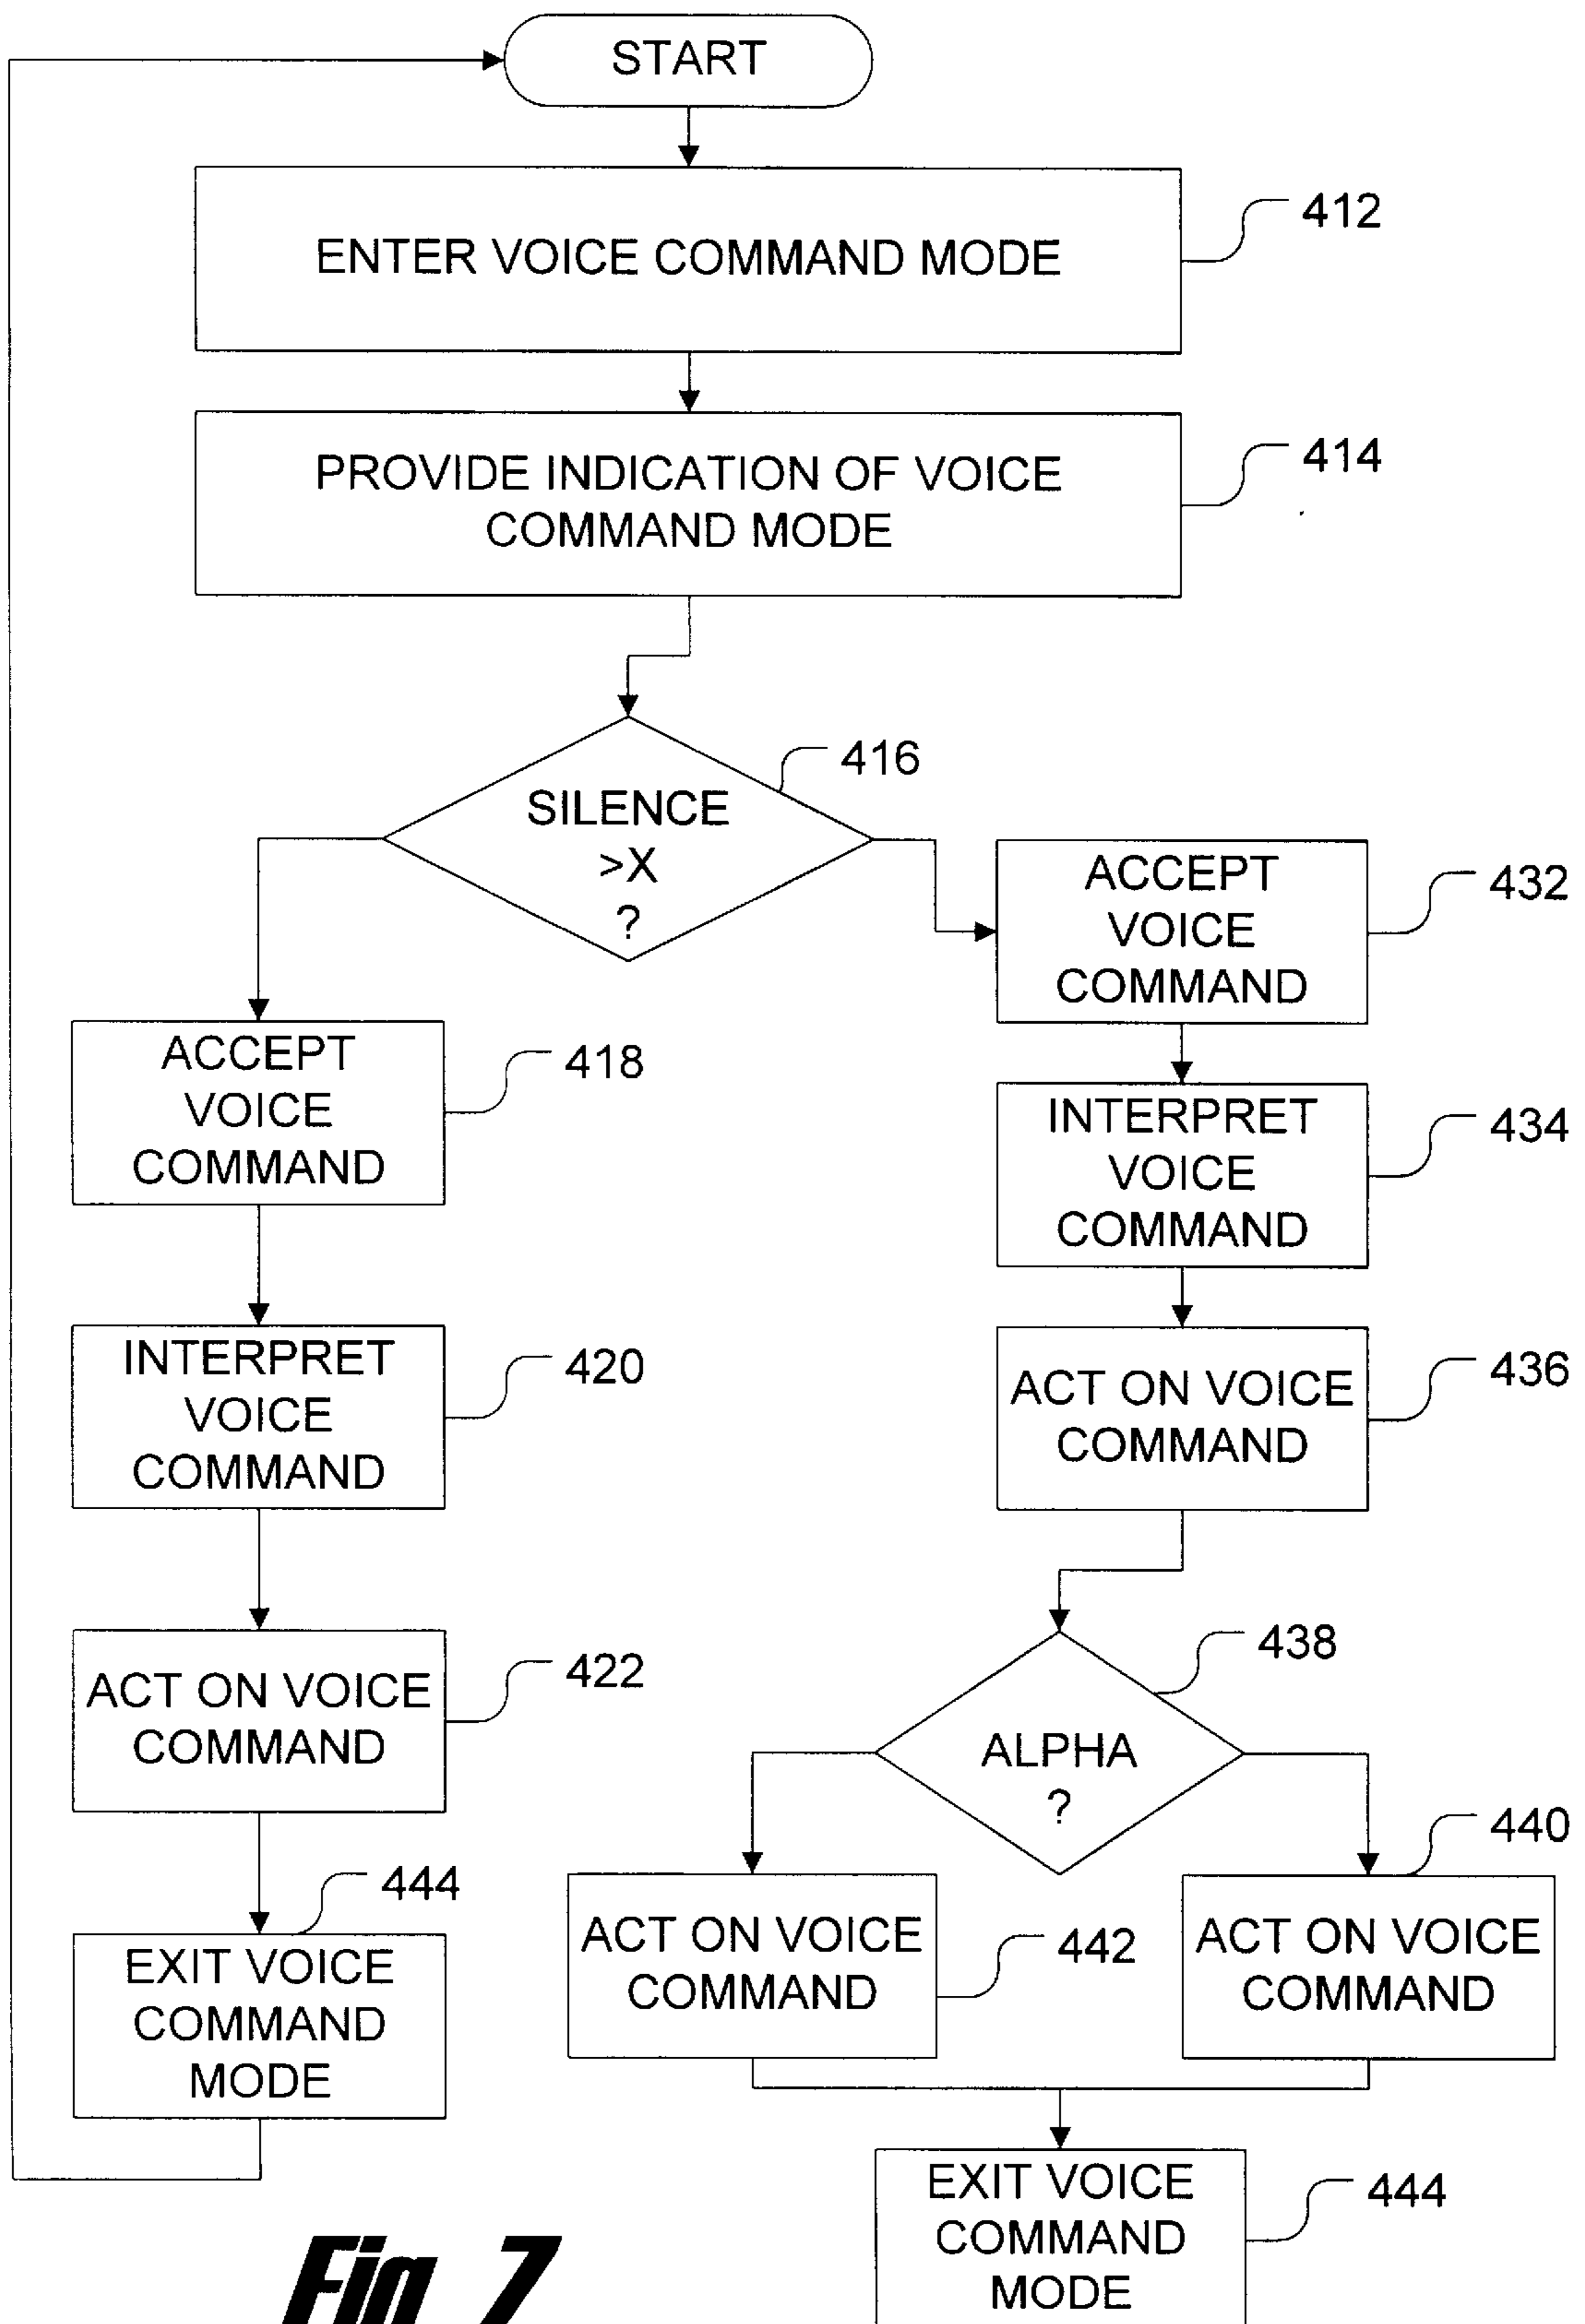 START
ENTER VOICE COMMAND MODE
412
PROVIDE INDICATION OF VOICE
COMMAND MODE
414
SILENCE
>X
?
416
ACCEPT
VOICE
COMMAND
418
INTERPRET
VOICE
COMMAND
420
ACT ON VOICE
COMMAND
422
EXIT VOICE
COMMAND
MODE
444
ACCEPT
VOICE
COMMAND
432
INTERPRET
VOICE
COMMAND
434
ACT ON VOICE
COMMAND
436
ALPHA
?
438
ACT ON VOICE
COMMAND
442
ACT ON VOICE
COMMAND
440
EXIT VOICE
COMMAND
MODE
444
Fig. 7